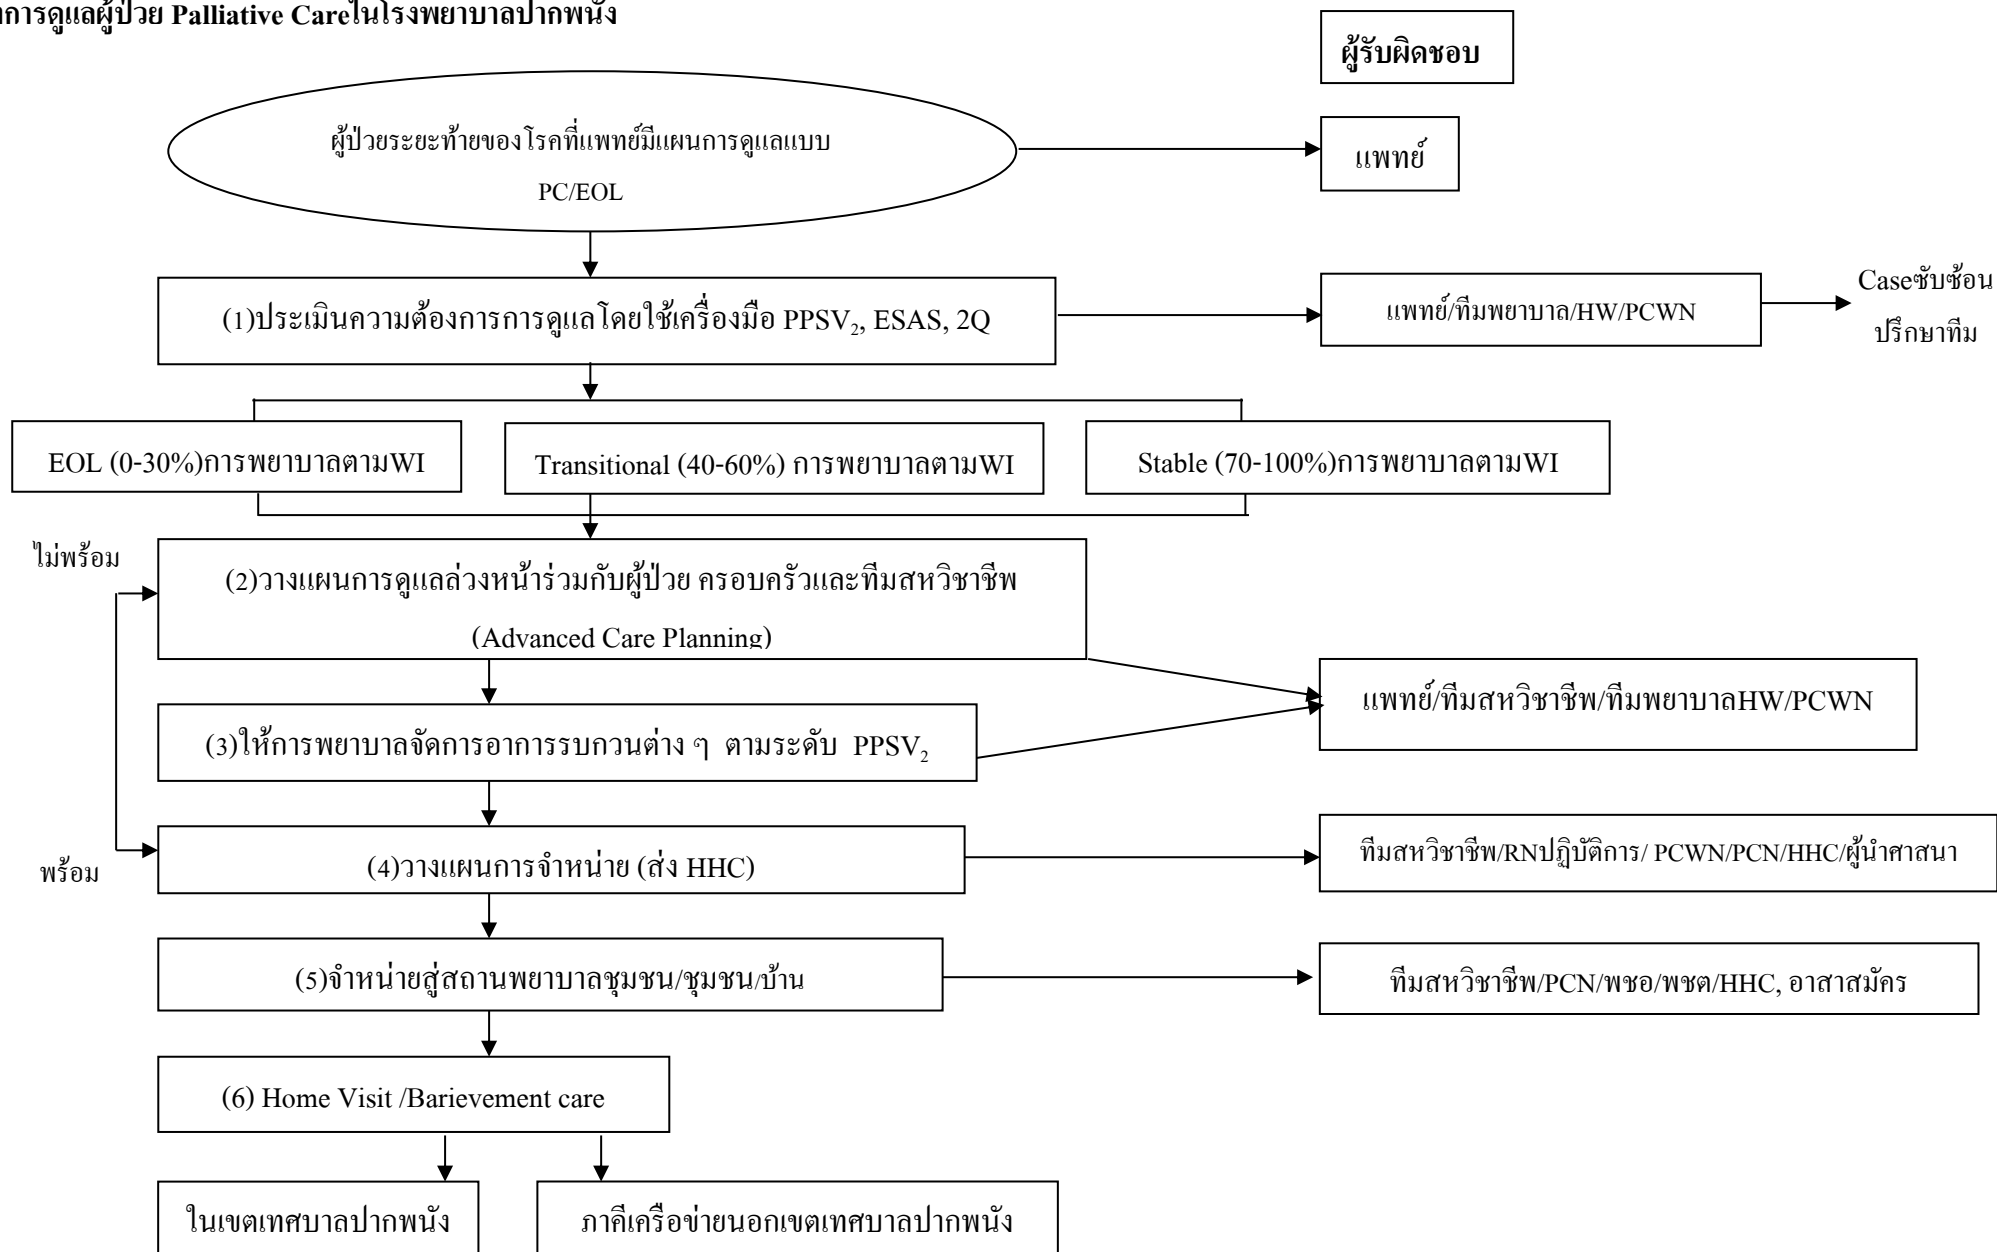 การดูแลผู้ป่วย Palliative Careในโรงพยาบาลปากพนัง
ผู้รับผิดชอบ
ผู้ป่วยระยะท้ายของโรคที่แพทย์มีแผนการดูแลแบบ
PC/EOL
แพทย์
(1)ประเมินความต้องการการดูแลโดยใช้เครื่องมือ PPSV₂, ESAS, 2Q
แพทย์/ทีมพยาบาล/HW/PCWN
Caseซับซ้อน
ปรึกษาทีม
EOL (0-30%)การพยาบาลตามWI
Transitional (40-60%) การพยาบาลตามWI
Stable (70-100%)การพยาบาลตามWI
ไม่พร้อม
(2)วางแผนการดูแลล่วงหน้าร่วมกับผู้ป่วย ครอบครัวและทีมสหวิชาชีพ
(Advanced Care Planning)
แพทย์/ทีมสหวิชาชีพ/ทีมพยาบาลHW/PCWN
(3)ให้การพยาบาลจัดการอาการรบกวนต่าง ๆ ตามระดับ PPSV₂
พร้อม
(4)วางแผนการจำหน่าย (ส่ง HHC)
ทีมสหวิชาชีพ/RNปฏิบัติการ/ PCWN/PCN/HHC/ผู้นำศาสนา
(5)จำหน่ายสู่สถานพยาบาลชุมชน/ชุมชน/บ้าน
ทีมสหวิชาชีพ/PCN/พชอ/พชต/HHC, อาสาสมัคร
(6) Home Visit /Barievement care
ในเขตเทศบาลปากพนัง
ภาคีเครือข่ายนอกเขตเทศบาลปากพนัง